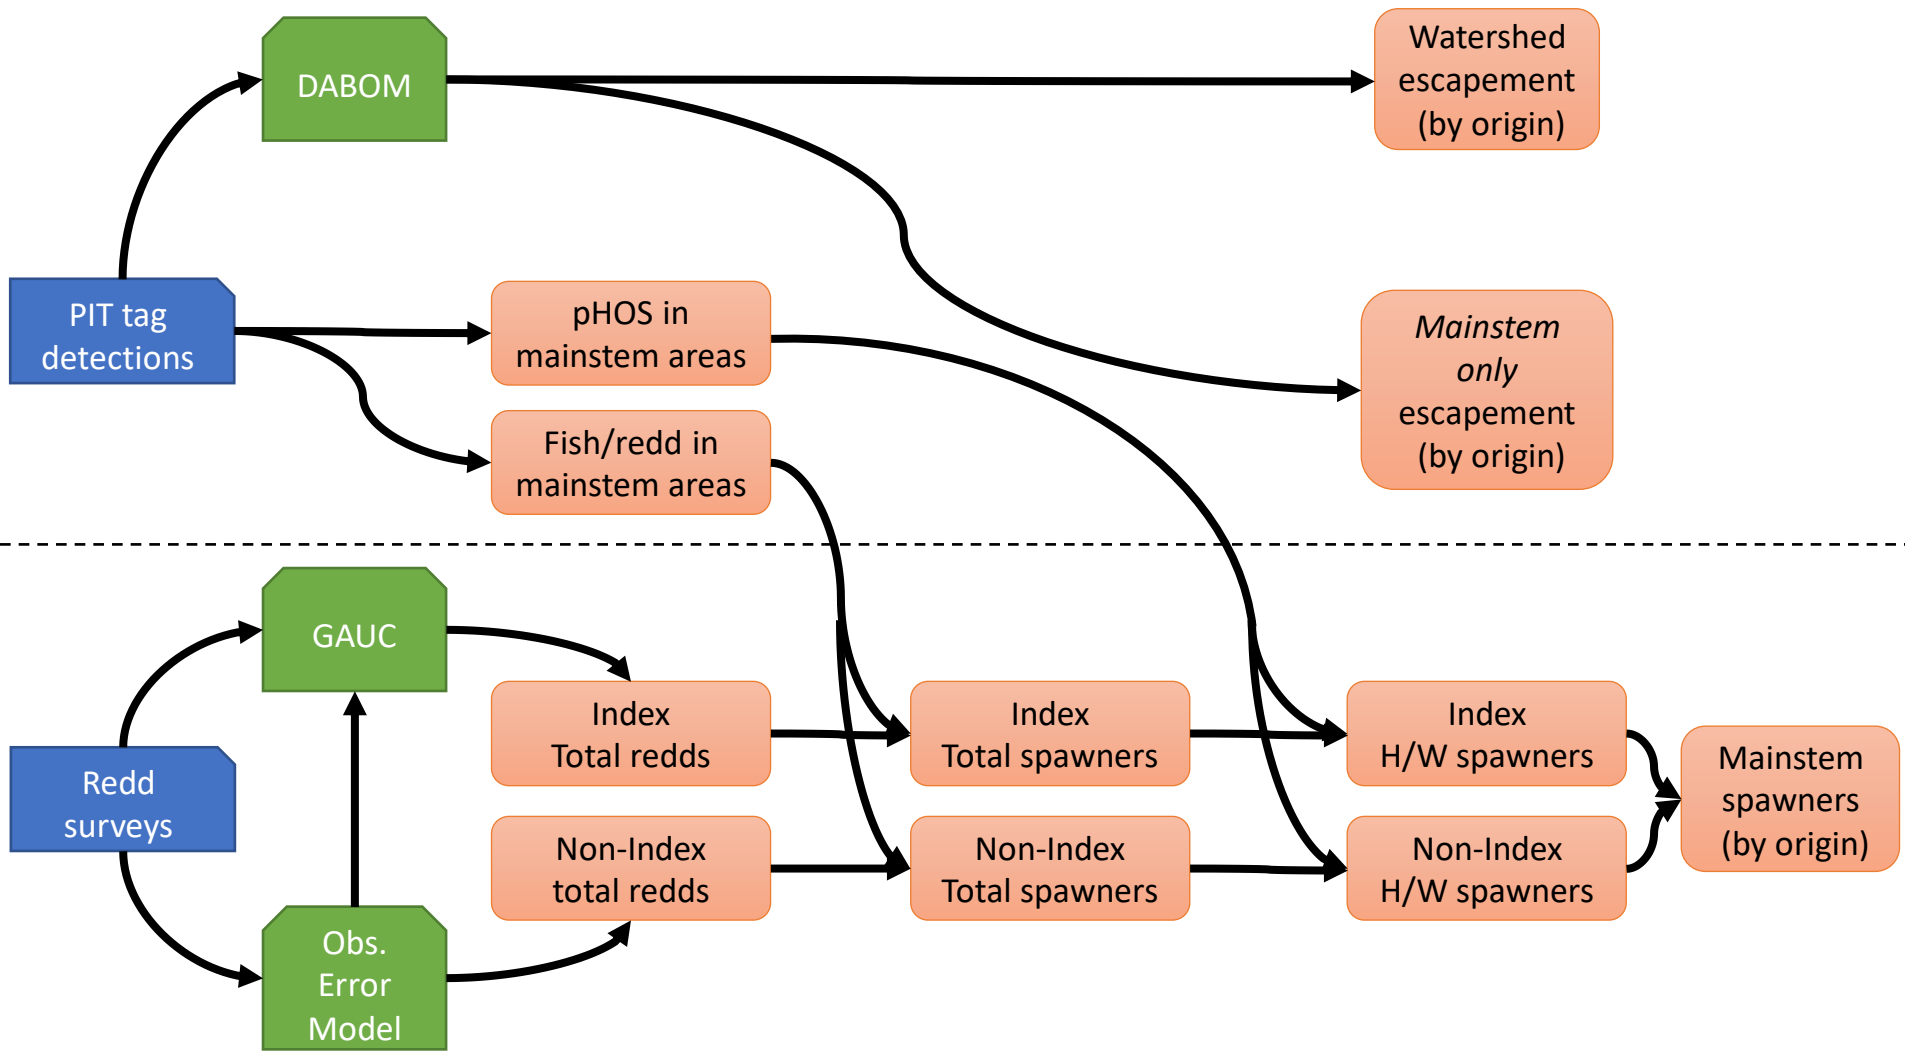 DABOM
Watershed
escapement
(by origin)
PIT tag
detections
pHOS in
mainstem areas
Mainstem
only
escapement
(by origin)
Fish/redd in
mainstem areas
GAUC
Redd
surveys
Obs.
Error
Model
Index
Total redds
Index
Total spawners
Index
H/W spawners
Non-Index
total redds
Non-Index
Total spawners
Non-Index
H/W spawners
Mainstem
spawners
(by origin)